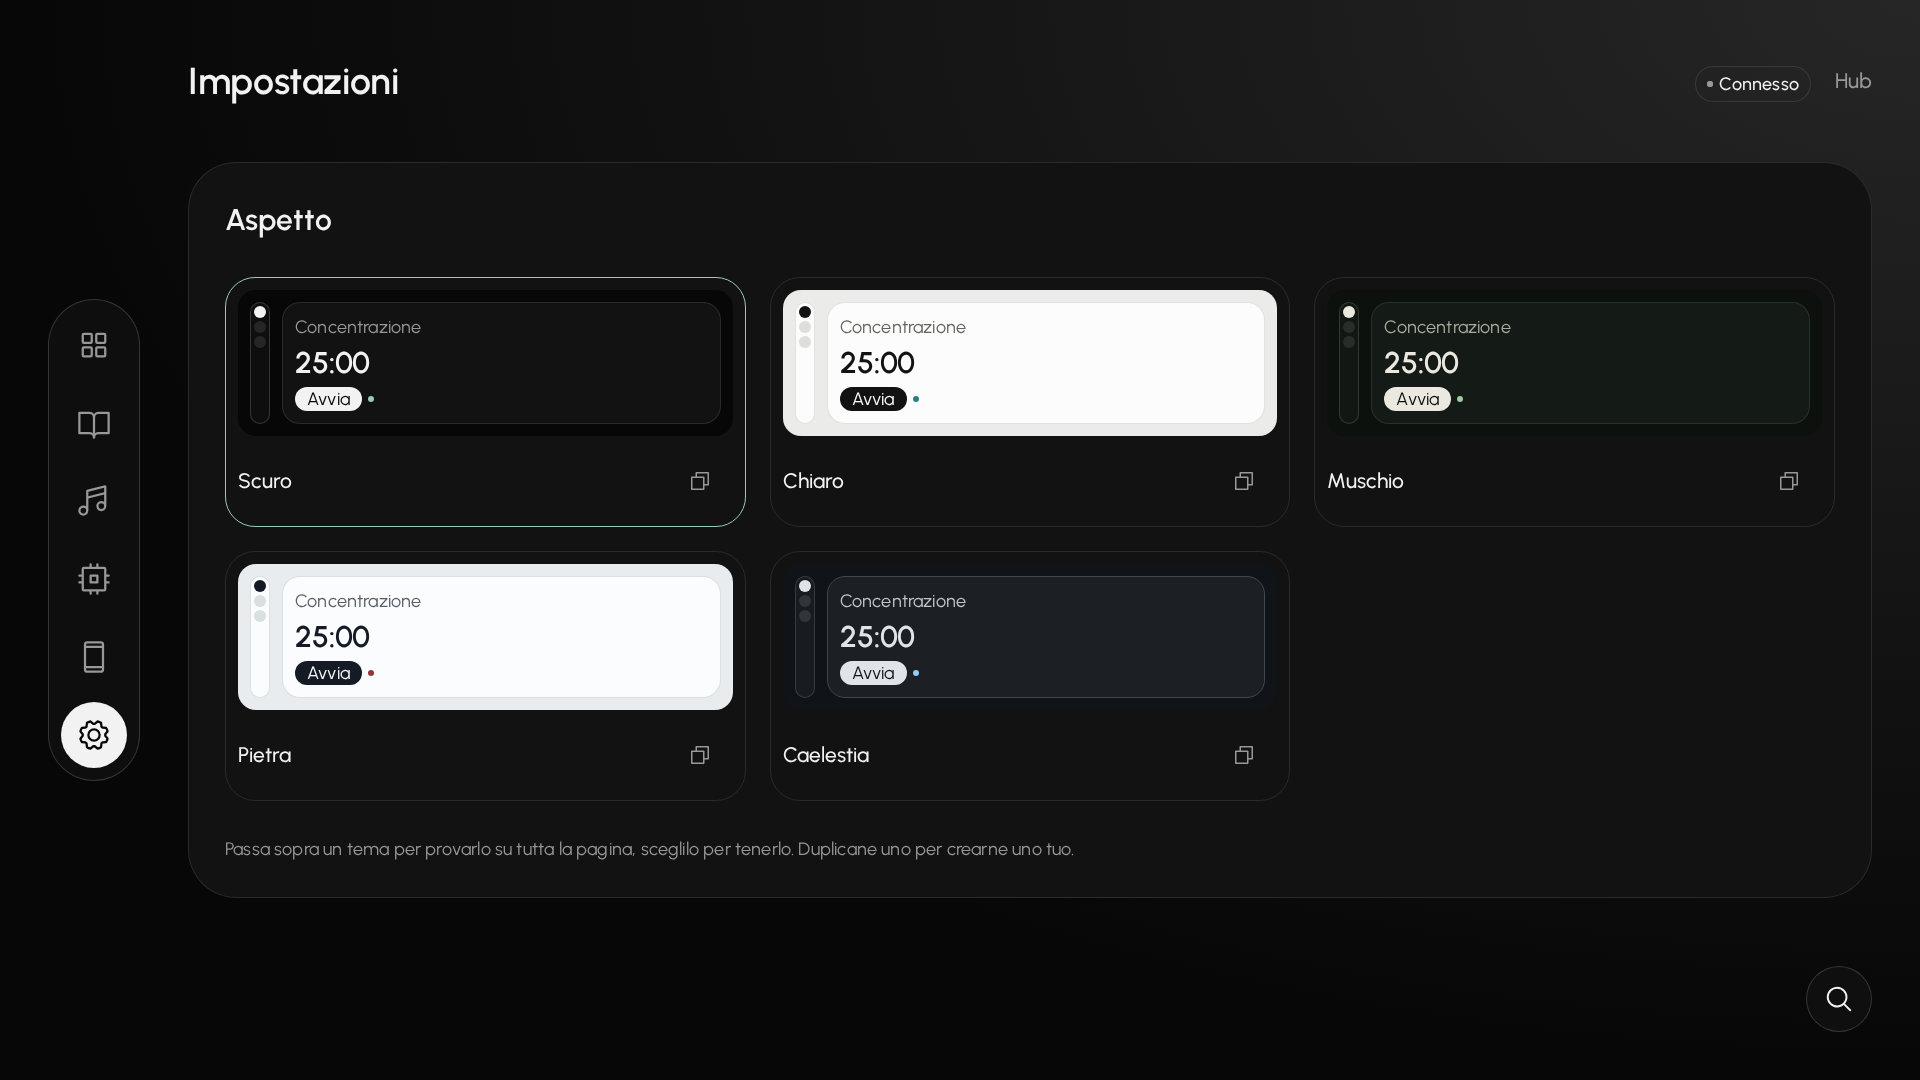 Impostazioni
Connesso
Hub
Aspetto
Concentrazione
25:00
Avvia
Scuro
Concentrazione
25:00
Avvia
Chiaro
Concentrazione
25:00
Avvia
Muschio
Concentrazione
25:00
Avvia
Pietra
Concentrazione
25:00
Avvia
Caelestia
Passa sopra un tema per provarlo su tutta la pagina, sceglilo per tenerlo. Duplicane uno per crearne uno tuo.